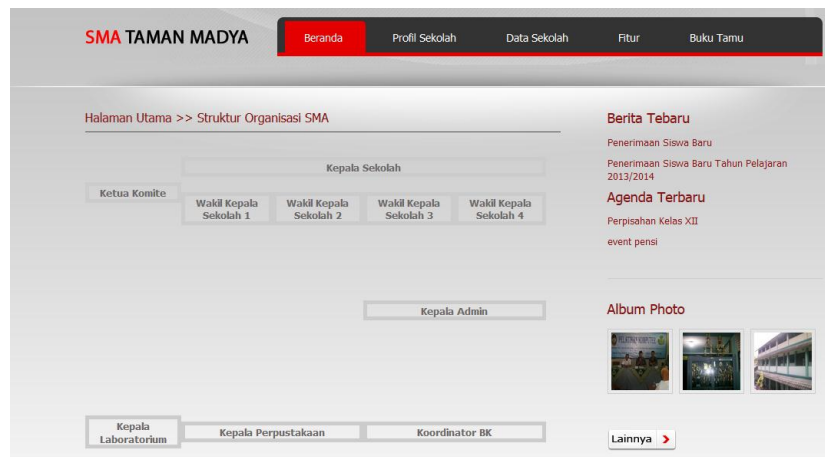 SMA TAMAN MADYA
Beranda
Profil Sekolah
Data Sekolah
Fitur
Buku Tamu
Halaman Utama >> Struktur Organisasi SMA
Kepala Sekolah
Ketua Komite
Wakil Kepala
Sekolah 1
Wakil Kepala
Sekolah 2
Wakil Kepala
Sekolah 3
Wakil Kepala
Sekolah 4
Kepala Admin
Kepala
Laboratorium
Kepala Perpustakaan
Koordinator BK
Berita Tebaru
Penerimaan Siswa Baru
Penerimaan Siswa Baru Tahun Pelajaran
2013/2014
Agenda Terbaru
Perpisahan Kelas XII
event pensi
Album Photo
Lainnya